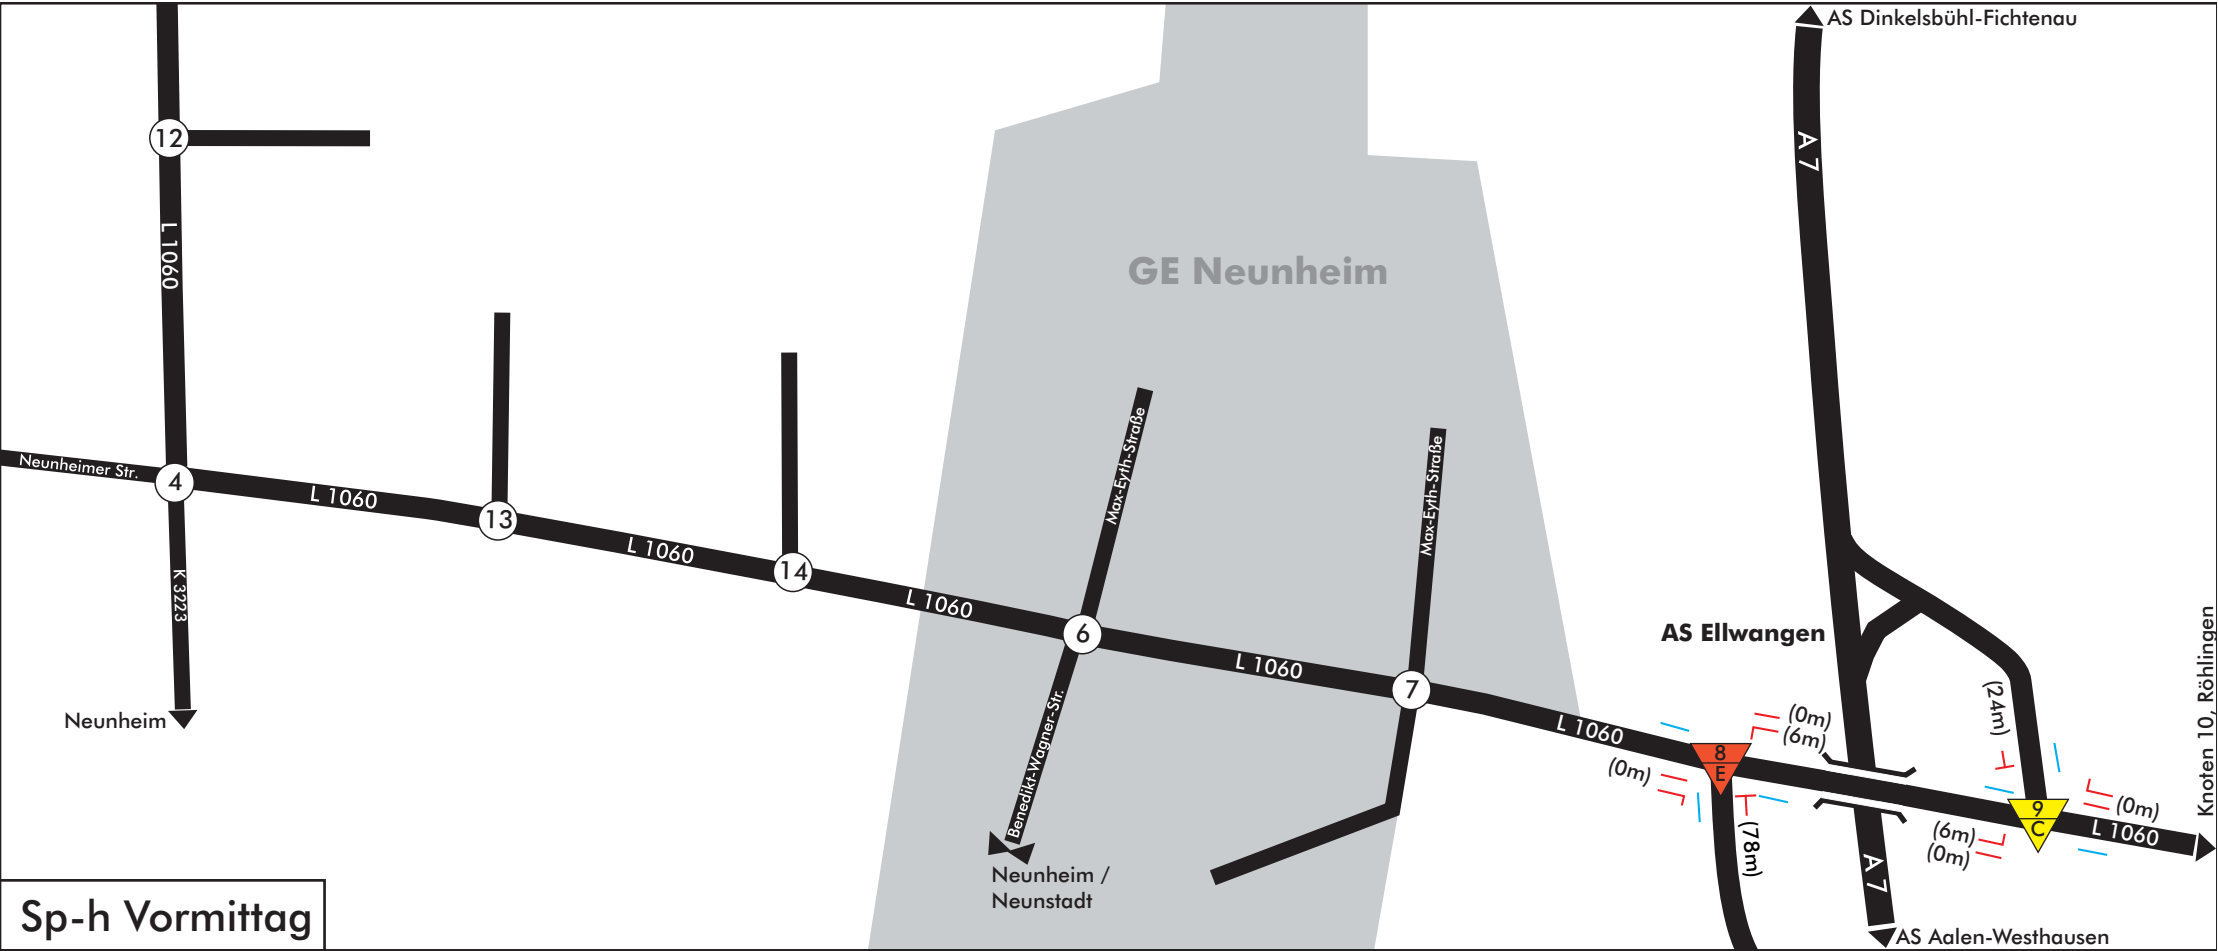 AS Dinkelsbühl-Fichtenau
12
A 7
L 1060
GE Neunheim
Max-Eyth-Straße
Max-Eyth-Straße
Neunheimer Str.
4
L 1060
13
L 1060
14
L 1060
6
L 1060
7
L 1060
K 3223
Neunheim
AS Ellwangen
Benedikt-Wagner-Str.
Neunheim /
Neunstadt
(0m)
(6m)
(0m)
8
E
(78m)
(24m)
9
C
(0m)
(6m)
(0m)
L 1060
Knoten 10, Röhlingen
A 7
AS Aalen-Westhausen
Sp-h Vormittag